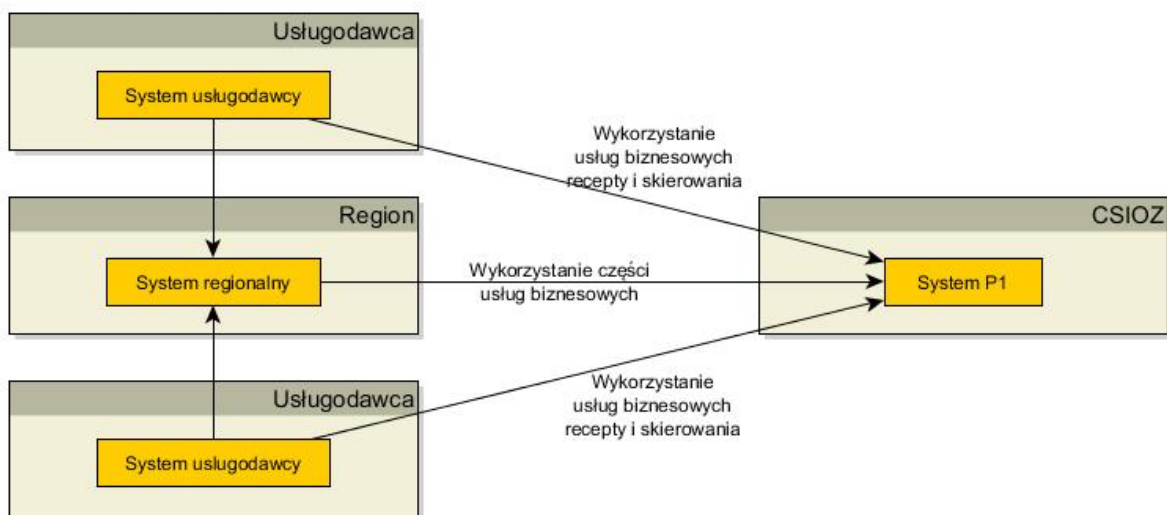 Usługodawca
System usługodawcy
Wykorzystanie
usług biznesowych
recepty i skierowania
Region
System regionalny
Wykorzystanie części
usług biznesowych
CSIOZ
System P1
Usługodawca
System uslugodawcy
Wykorzystanie
usług biznesowych
recepty i skierowania